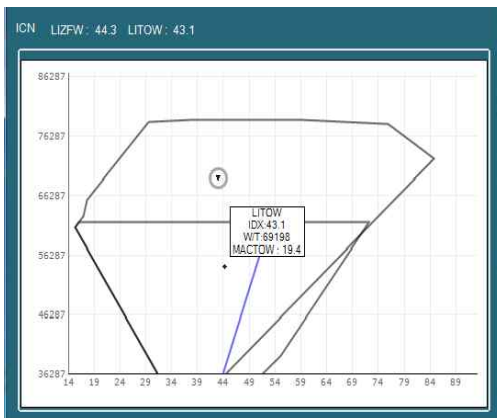 ICN LIZFW : 44.3 LITOW : 43.1
86287
76287
66287
56287
46287
36287
LITOW
IDX:43.1
W/T:69198
MACTOW : 19.4
14 19 24 29 34 39 44 49 54 59 64 69 74 79 84 89